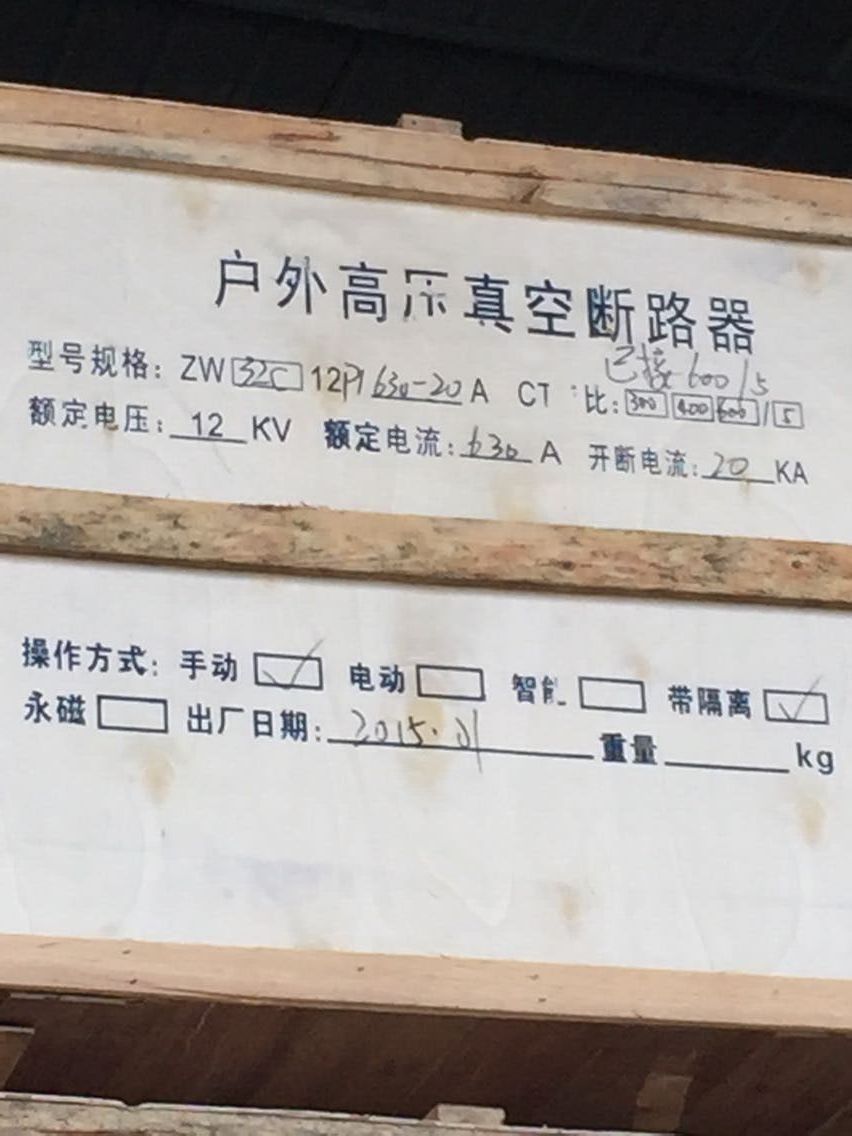 户外高压真空断路器
已接600/5
型号规格：ZW 32C 12 630-20 A CT 比：300 400 600 / 5
额定电压：12 KV 额定电流：630 A 开断电流：20 KA
操作方式：手动 ✓ 电动 智能 带隔离 ✓
永磁 出厂日期：2015.01 重量 kg